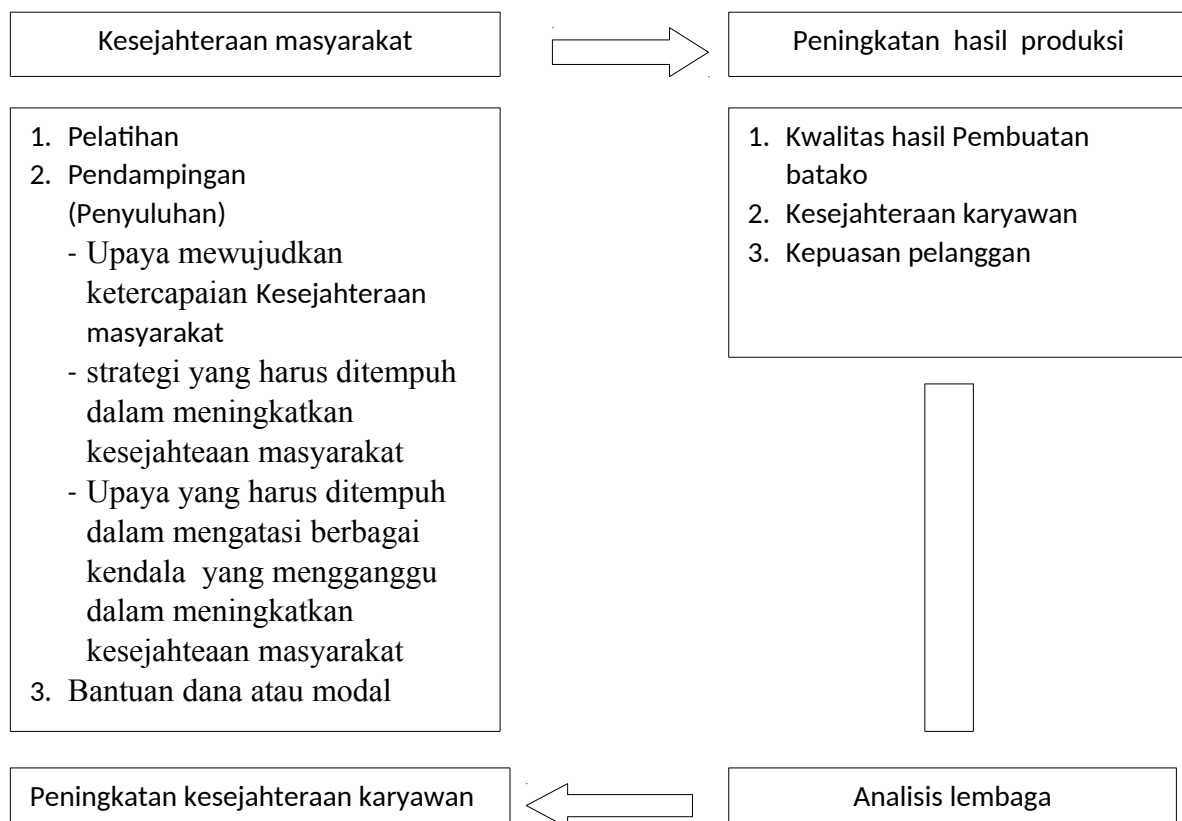 Kesejahteraan masyarakat
Peningkatan hasil produksi
1. Pelatihan
2. Pendampingan
(Penyuluhan)
- Upaya mewujudkan
ketercapaian Kesejahteraan
masyarakat
- strategi yang harus ditempuh
dalam meningkatkan
kesejahteaan masyarakat
- Upaya yang harus ditempuh
dalam mengatasi berbagai
kendala yang mengganggu
dalam meningkatkan
kesejahteaan masyarakat
3. Bantuan dana atau modal
1. Kwalitas hasil Pembuatan
batako
2. Kesejahteraan karyawan
3. Kepuasan pelanggan
Peningkatan kesejahteraan karyawan
Analisis lembaga